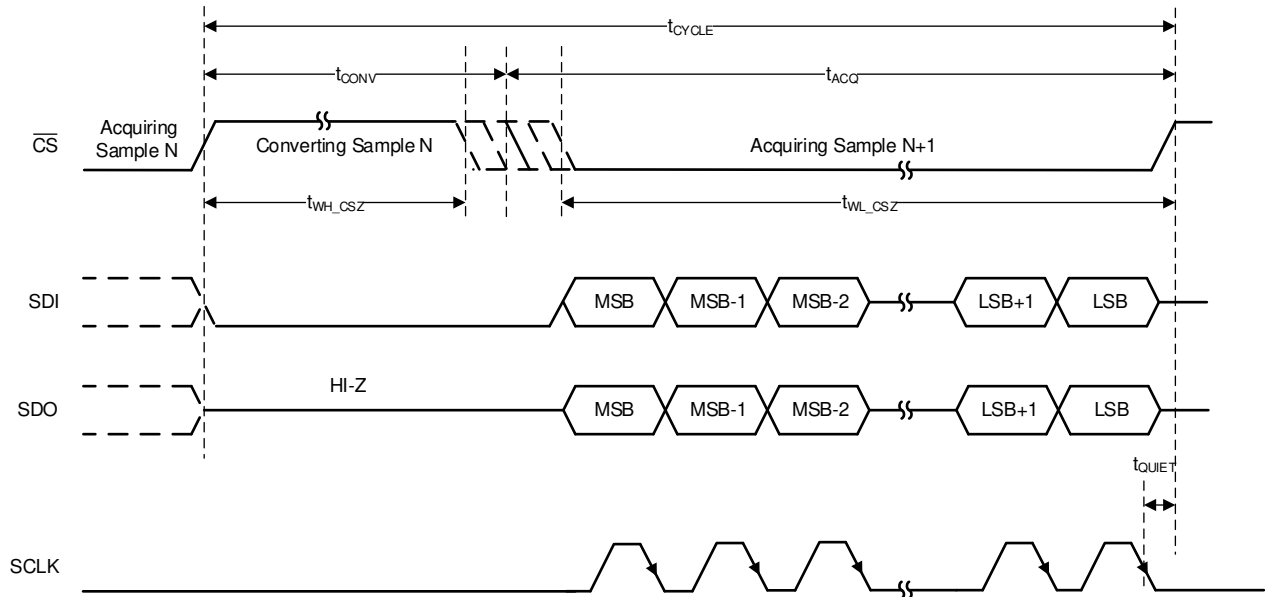 tCYCLE
tCONV
tACQ
CS
Acquiring
Sample N
Converting Sample N
Acquiring Sample N+1
tWH_CSZ
tWL_CSZ
SDI
MSB
MSB-1
MSB-2
LSB+1
LSB
HI-Z
SDO
MSB
MSB-1
MSB-2
LSB+1
LSB
tQUIET
SCLK